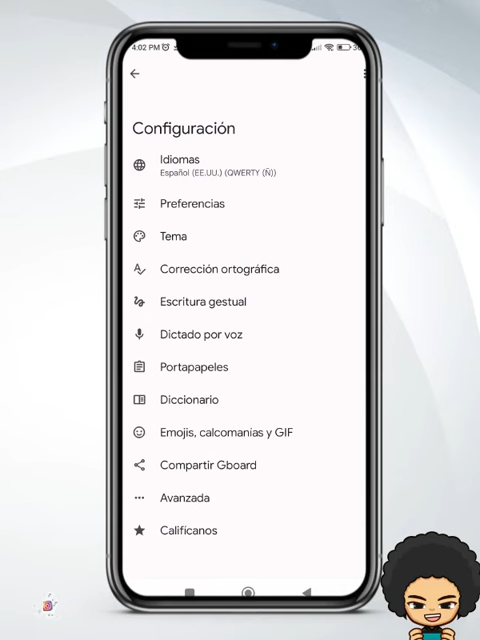 4:02 PM
Configuración
Idiomas
Español (EE.UU.) (QWERTY (Ñ))
Preferencias
Tema
Corrección ortográfica
Escritura gestual
Dictado por voz
Portapapeles
Diccionario
Emojis, calcomanías y GIF
Compartir Gboard
Avanzada
Califícanos